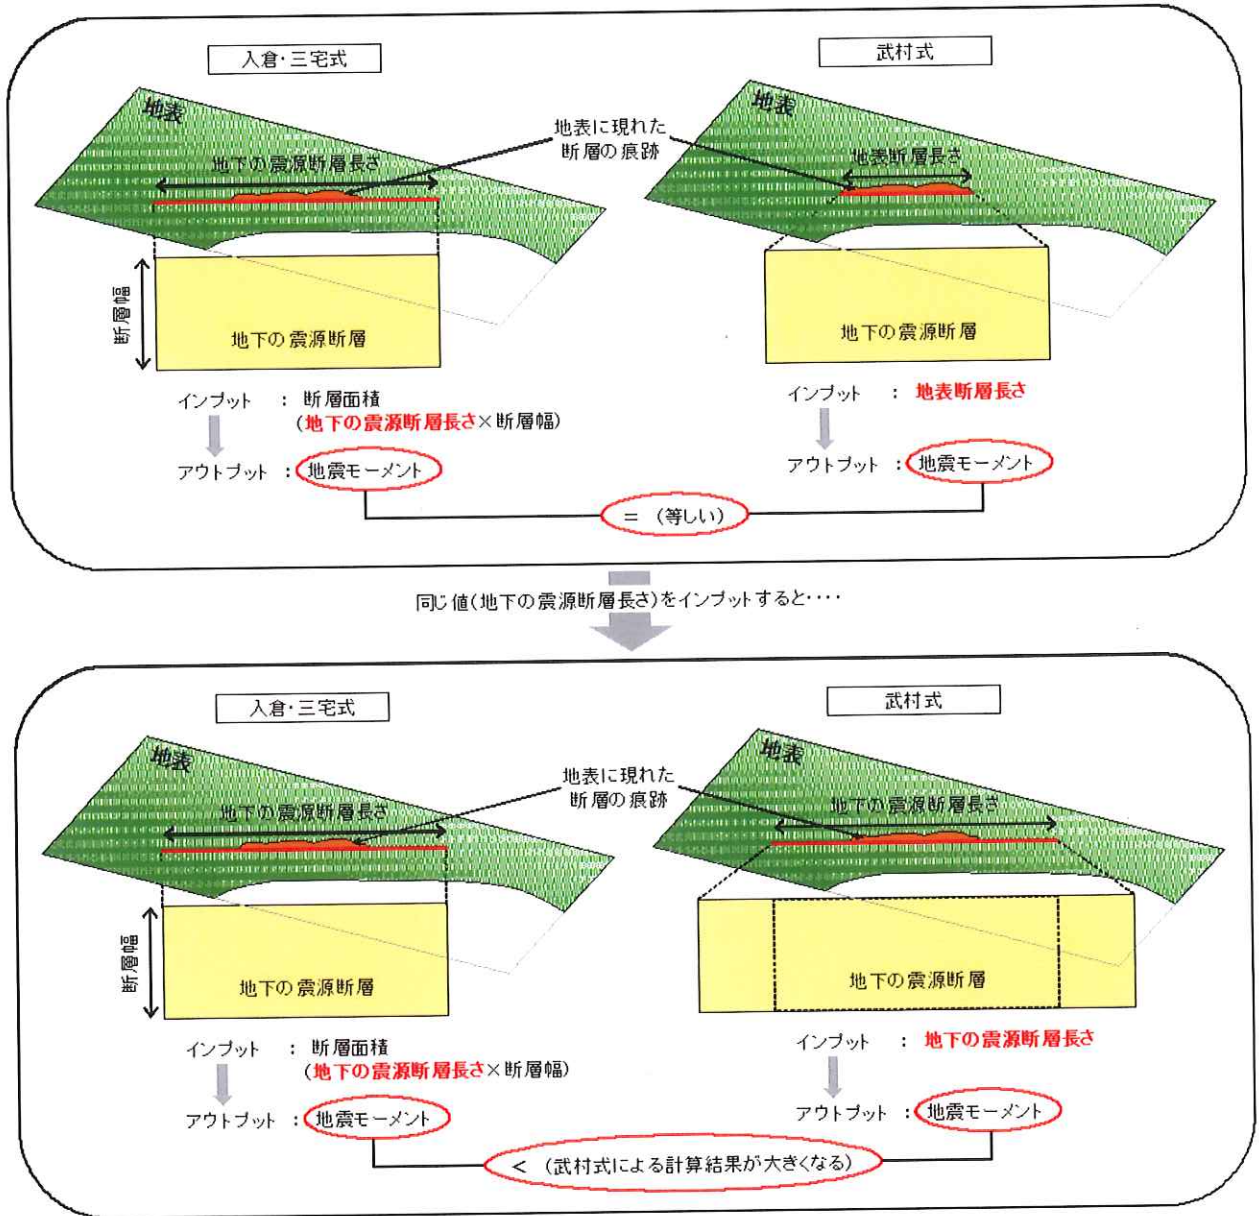 入倉・三宅式
武村式
地表
地下の震源断層長さ
地表に現れた
断層の痕跡
地表
地表断層長さ
断層幅
地下の震源断層
地下の震源断層
インプット : 断層面積
(地下の震源断層長さ×断層幅)
アウトプット : 地震モーメント
インプット : 地表断層長さ
アウトプット : 地震モーメント
= (等しい)
同じ値(地下の震源断層長さ)をインプットすると‥‥
入倉・三宅式
武村式
地表
地下の震源断層長さ
地表に現れた
断層の痕跡
地表
地下の震源断層長さ
断層幅
地下の震源断層
地下の震源断層
インプット : 断層面積
(地下の震源断層長さ×断層幅)
アウトプット : 地震モーメント
インプット : 地下の震源断層長さ
アウトプット : 地震モーメント
< (武村式による計算結果が大きくなる)